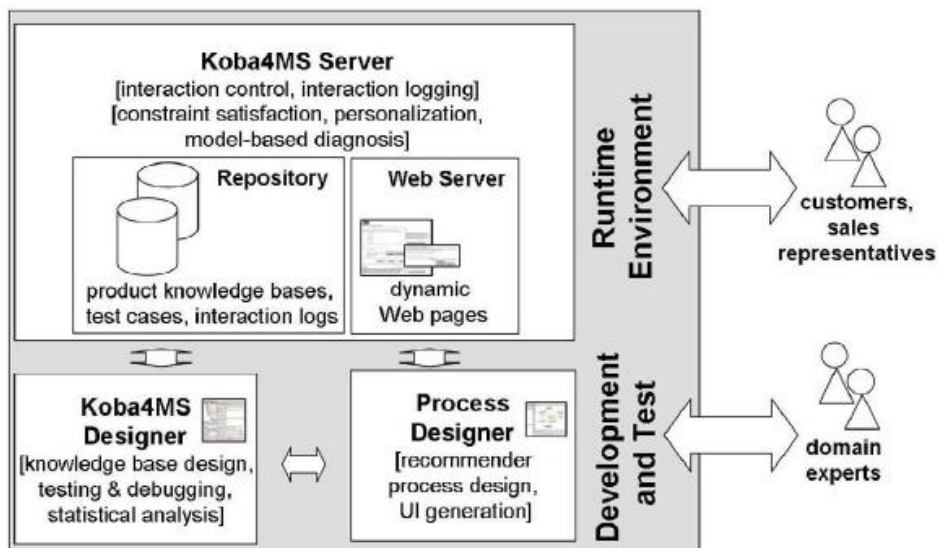 Koba4MS Server
[interaction control, interaction logging]
[constraint satisfaction, personalization,
model-based diagnosis]
Repository
product knowledge bases,
test cases, interaction logs
Web Server
dynamic
Web pages
Runtime
Environment
customers,
sales
representatives
Koba4MS
Designer
[knowledge base design,
testing & debugging,
statistical analysis]
Process
Designer
[recommender
process design,
UI generation]
Development
and Test
domain
experts